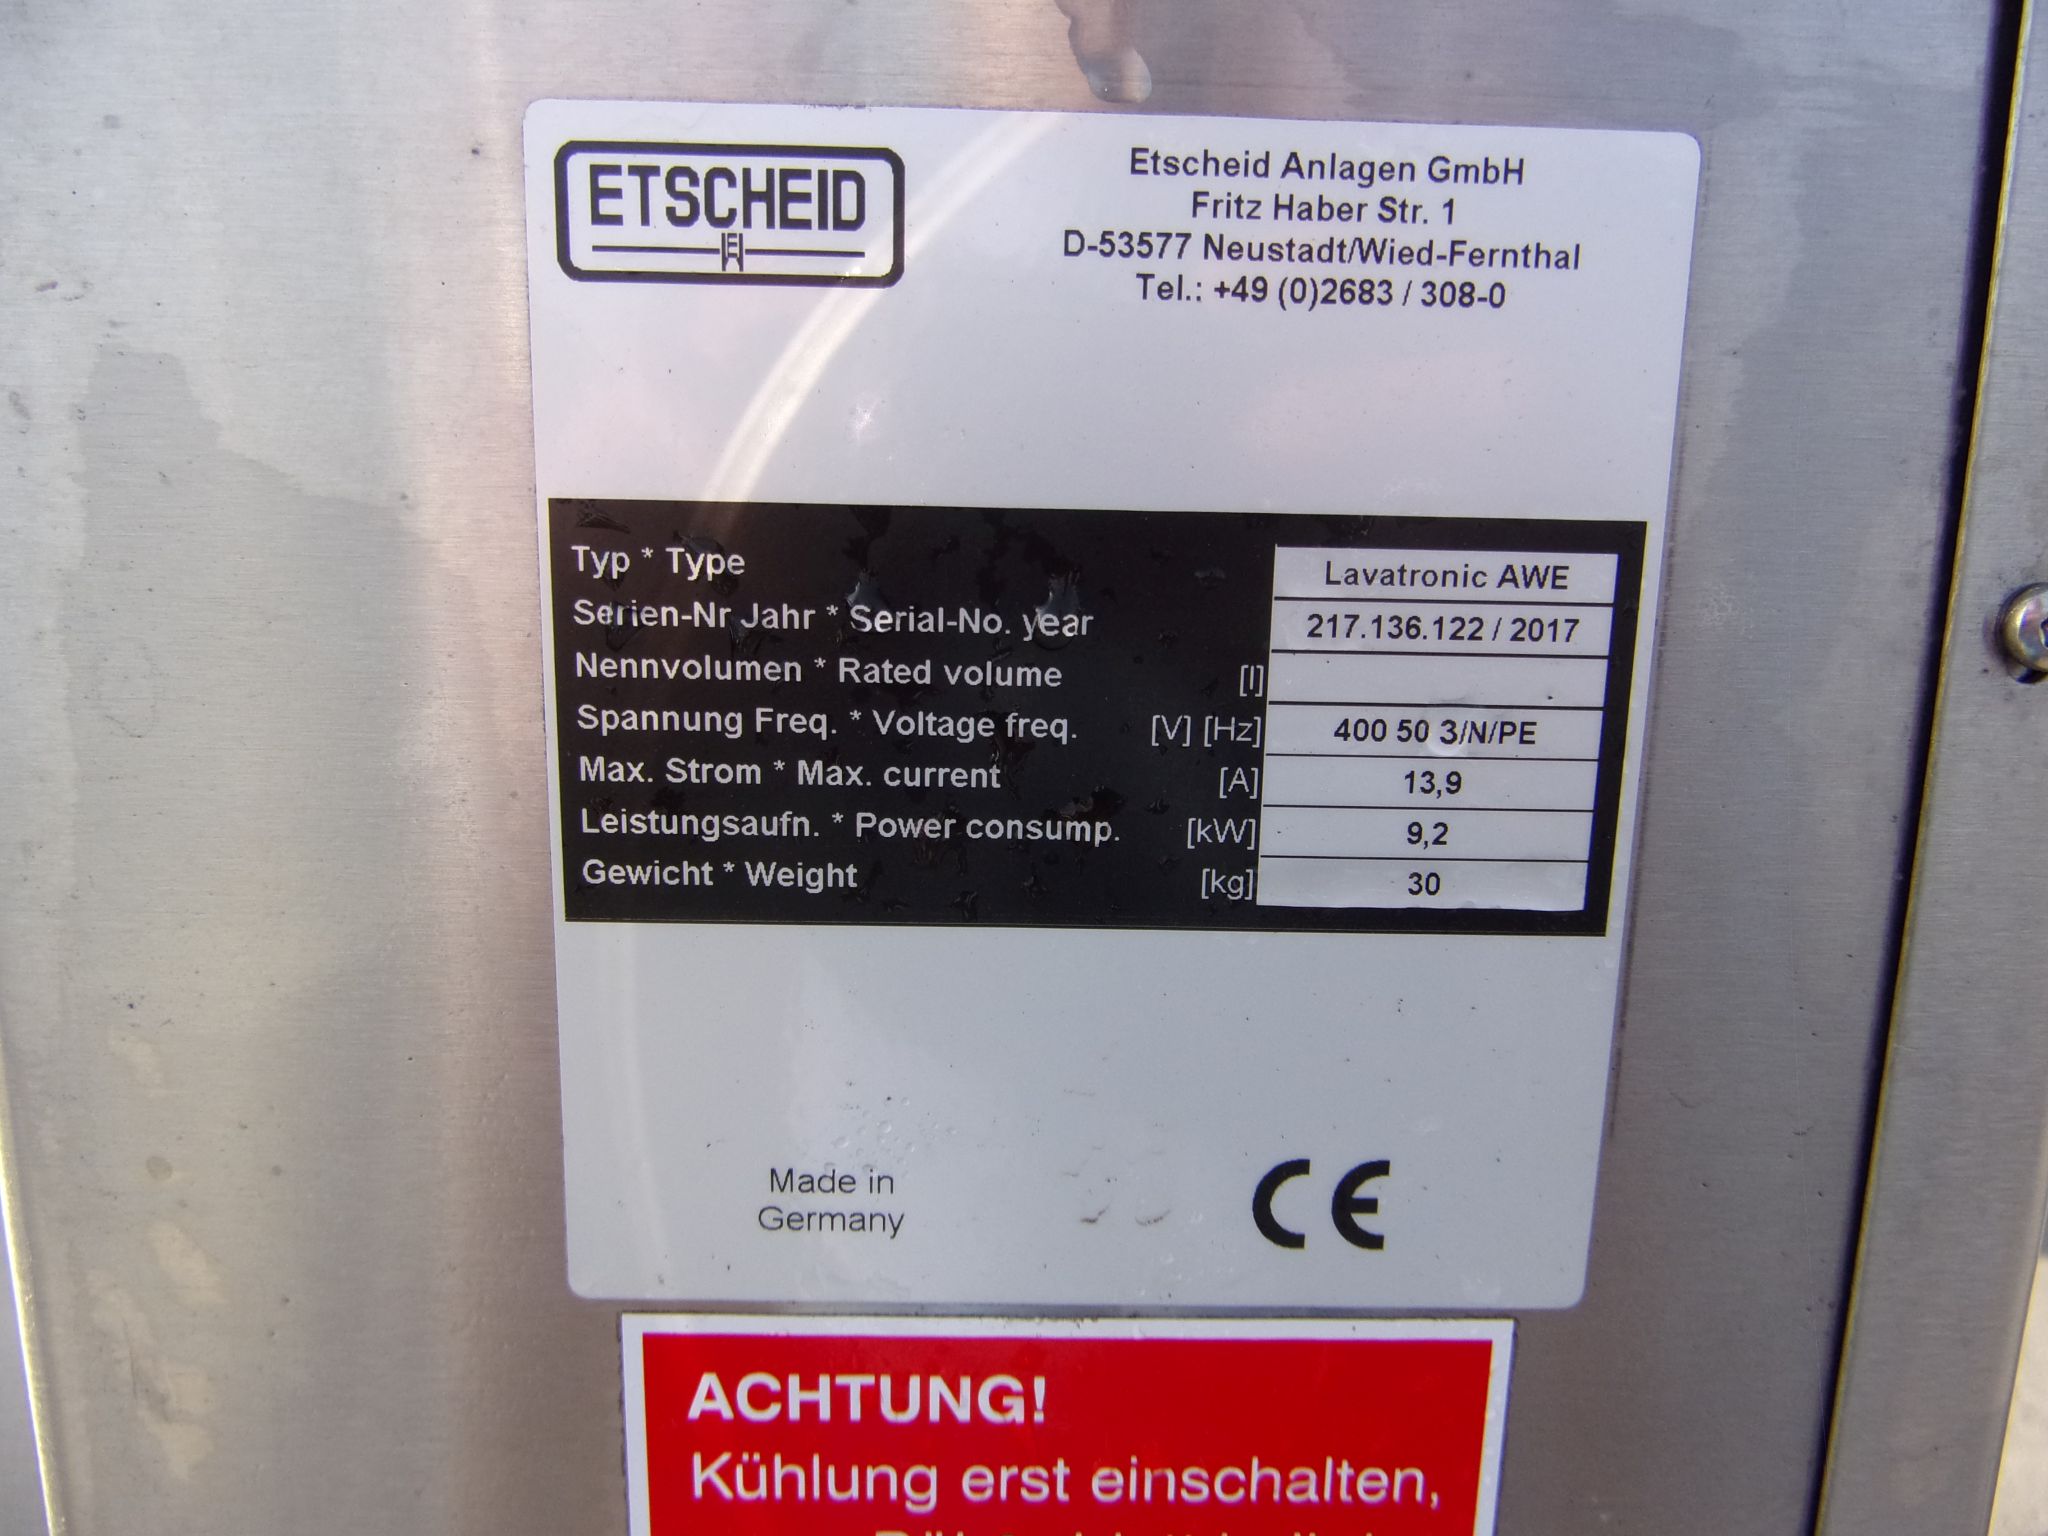 ETSCHEID
Etscheid Anlagen GmbH
Fritz Haber Str. 1
D-53577 Neustadt/Wied-Fernthal
Tel.: +49 (0)2683 / 308-0
Typ * Type Lavatronic AWE
Serien-Nr Jahr * Serial-No. year 217.136.122 / 2017
Nennvolumen * Rated volume [l]
Spannung Freq. * Voltage freq. [V] [Hz] 400 50 3/N/PE
Max. Strom * Max. current [A] 13,9
Leistungsaufn. * Power consump. [kW] 9,2
Gewicht * Weight [kg] 30
Made in
Germany
CE
ACHTUNG!
Kühlung erst einschalten,